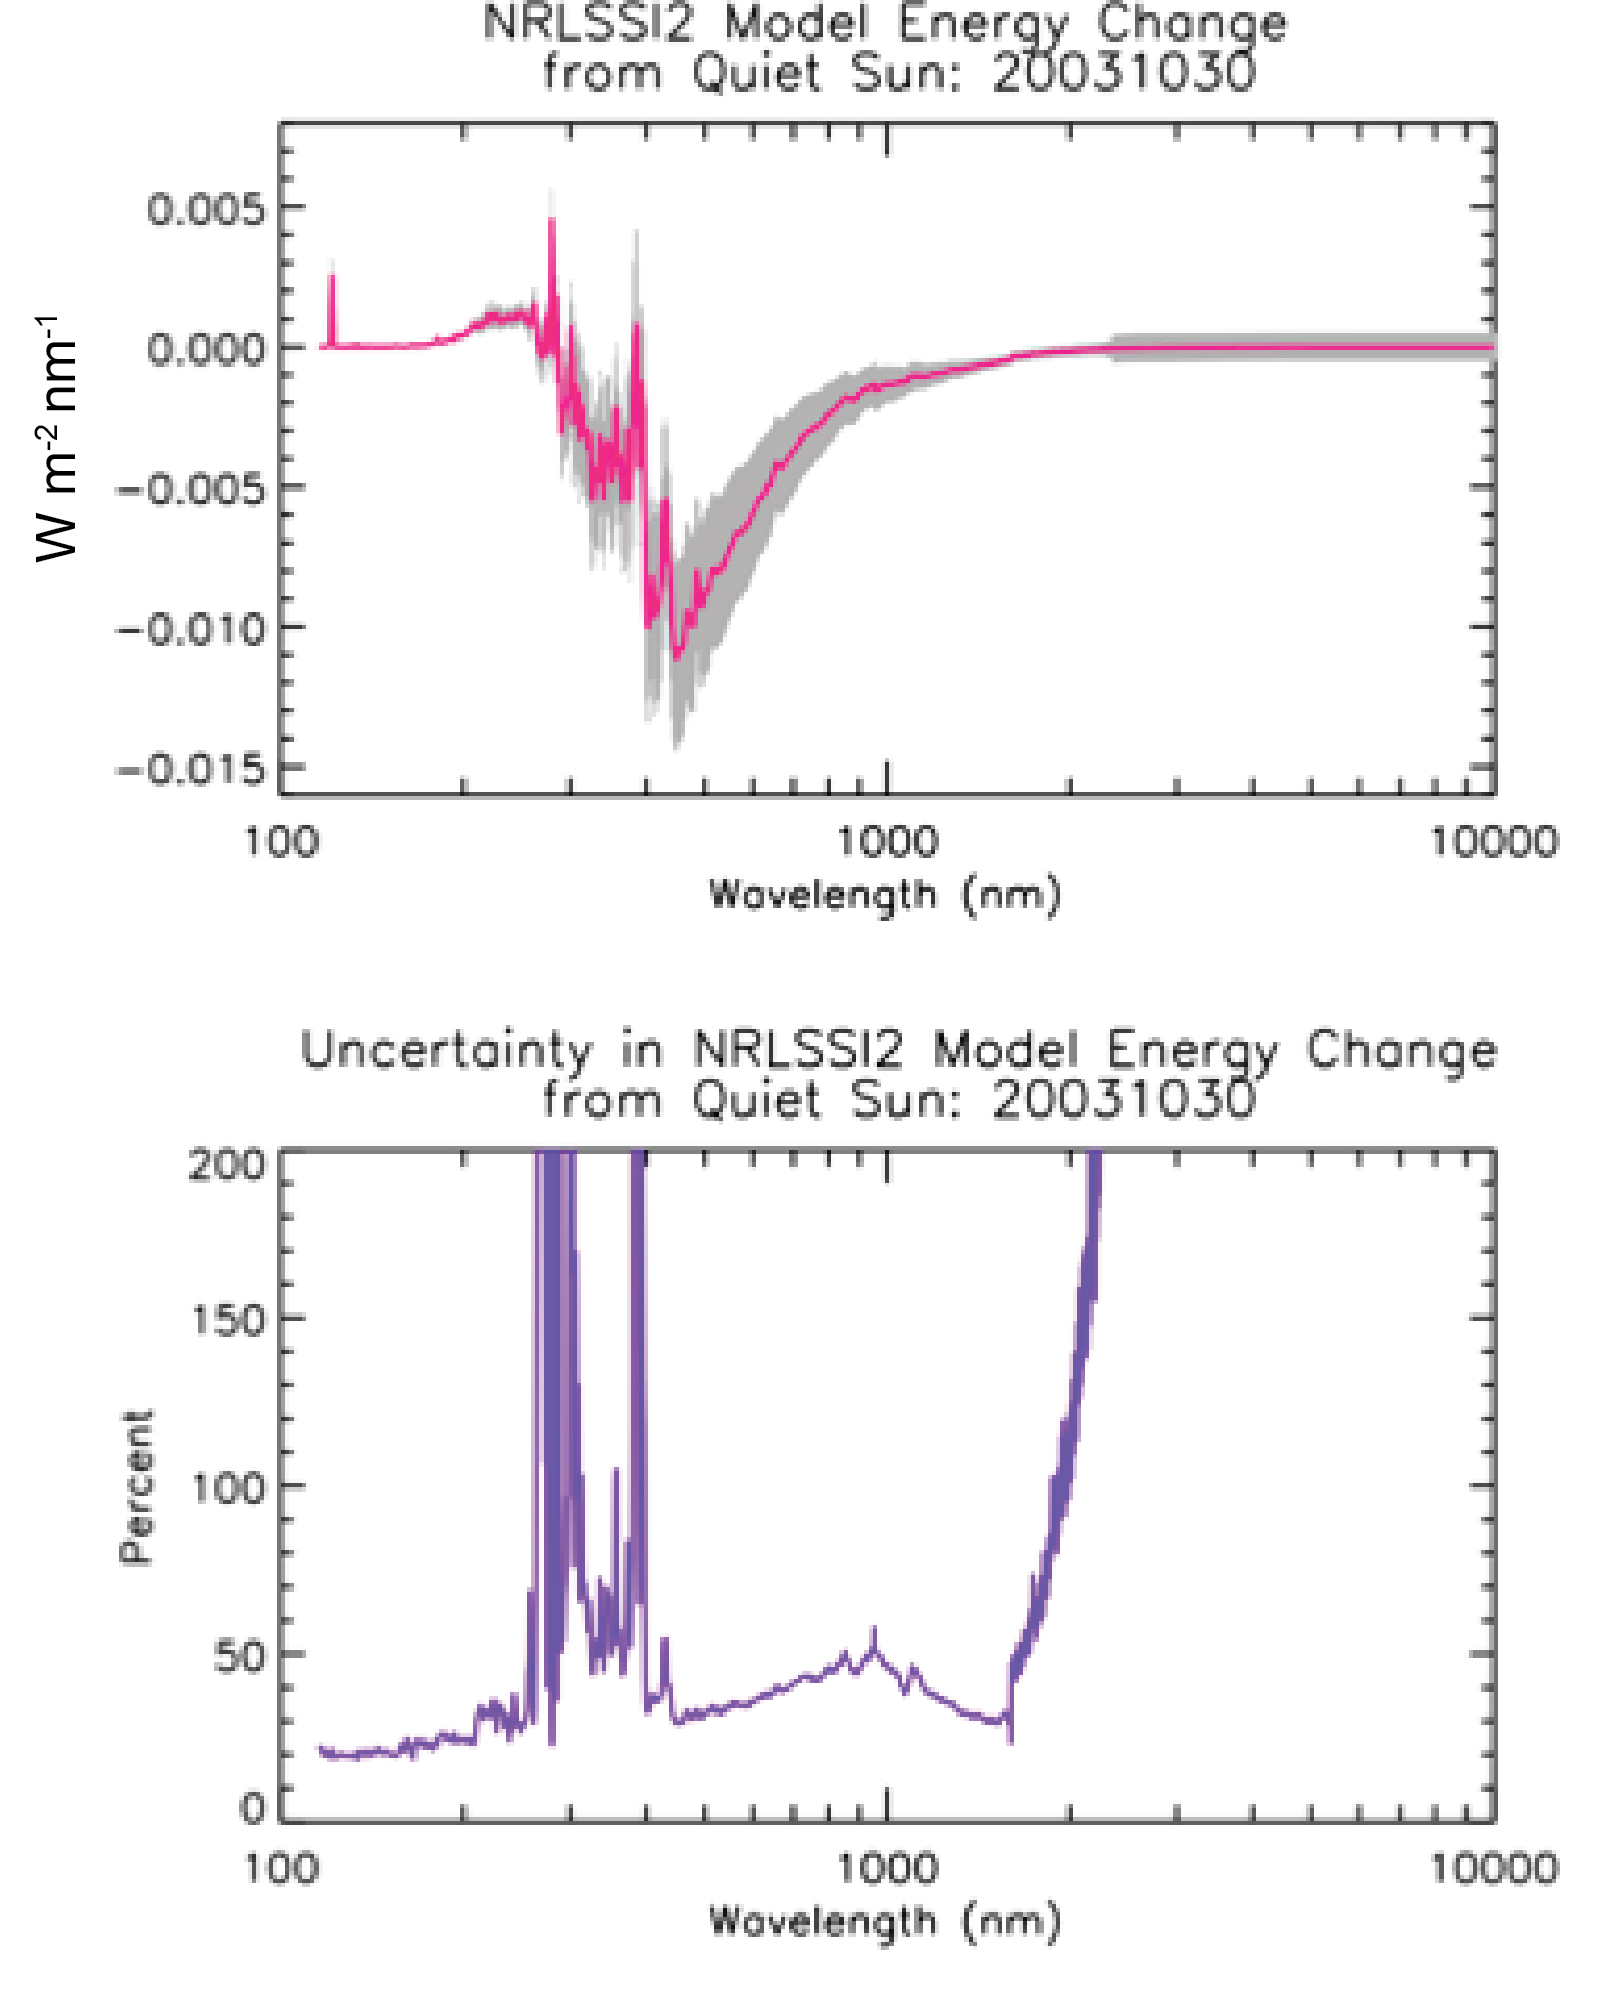 NRLSSI2 Model Energy Change
from Quiet Sun: 20031030
0.005
0.000
−0.005
−0.010
−0.015
W m-2 nm-1
100 1000 10000
Wavelength (nm)
Uncertainty in NRLSSI2 Model Energy Change
from Quiet Sun: 20031030
200
150
100
50
0
Percent
100 1000 10000
Wavelength (nm)